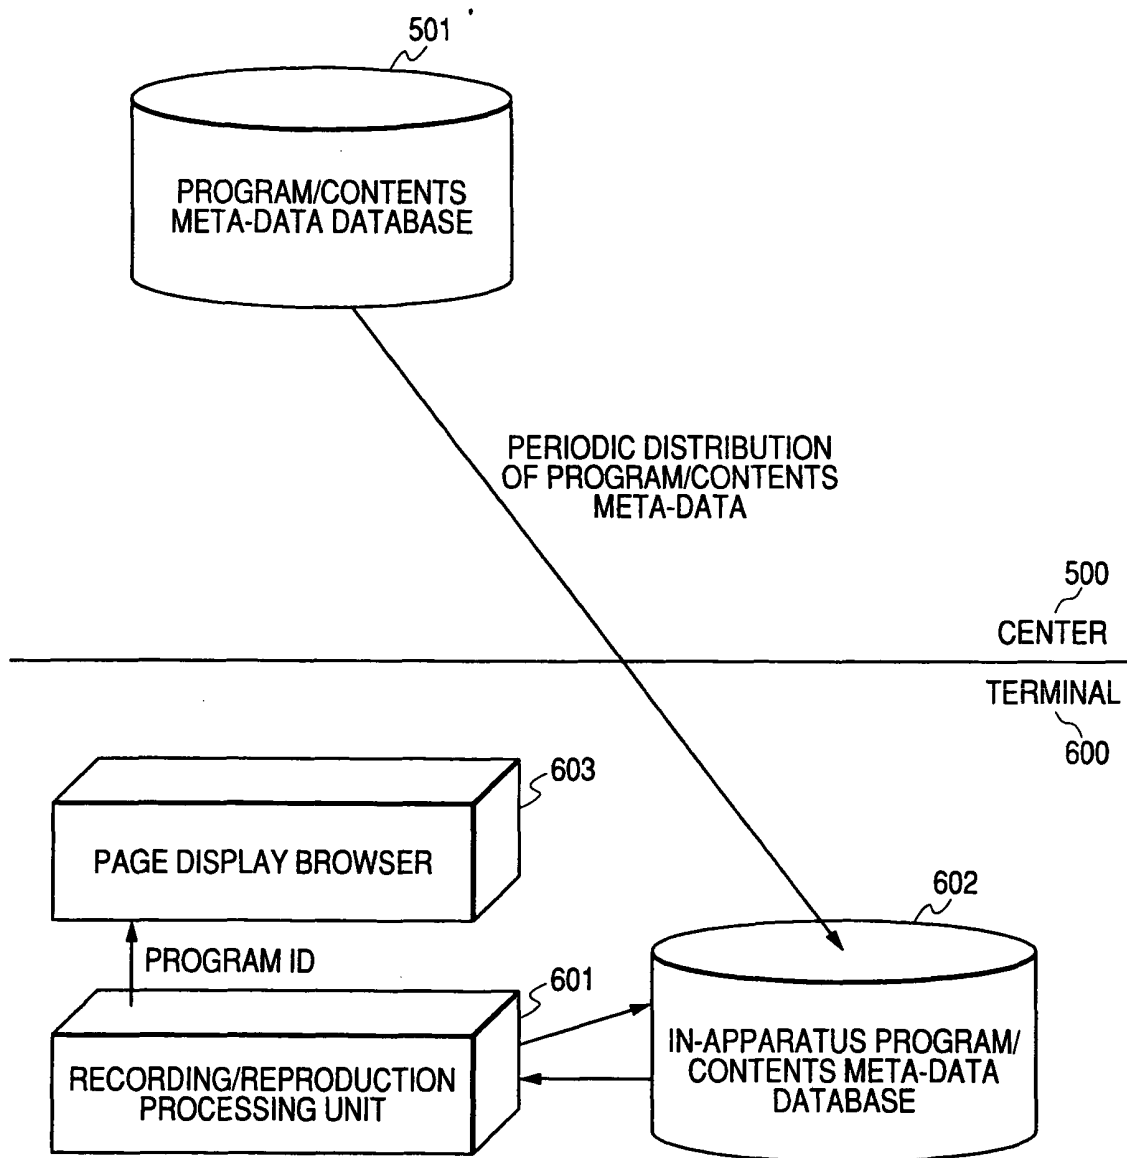 501
PROGRAM/CONTENTS
META-DATA DATABASE
PERIODIC DISTRIBUTION
OF PROGRAM/CONTENTS
META-DATA
500
CENTER
TERMINAL
600
603
PAGE DISPLAY BROWSER
602
PROGRAM ID
601
RECORDING/REPRODUCTION
PROCESSING UNIT
IN-APPARATUS PROGRAM/
CONTENTS META-DATA
DATABASE